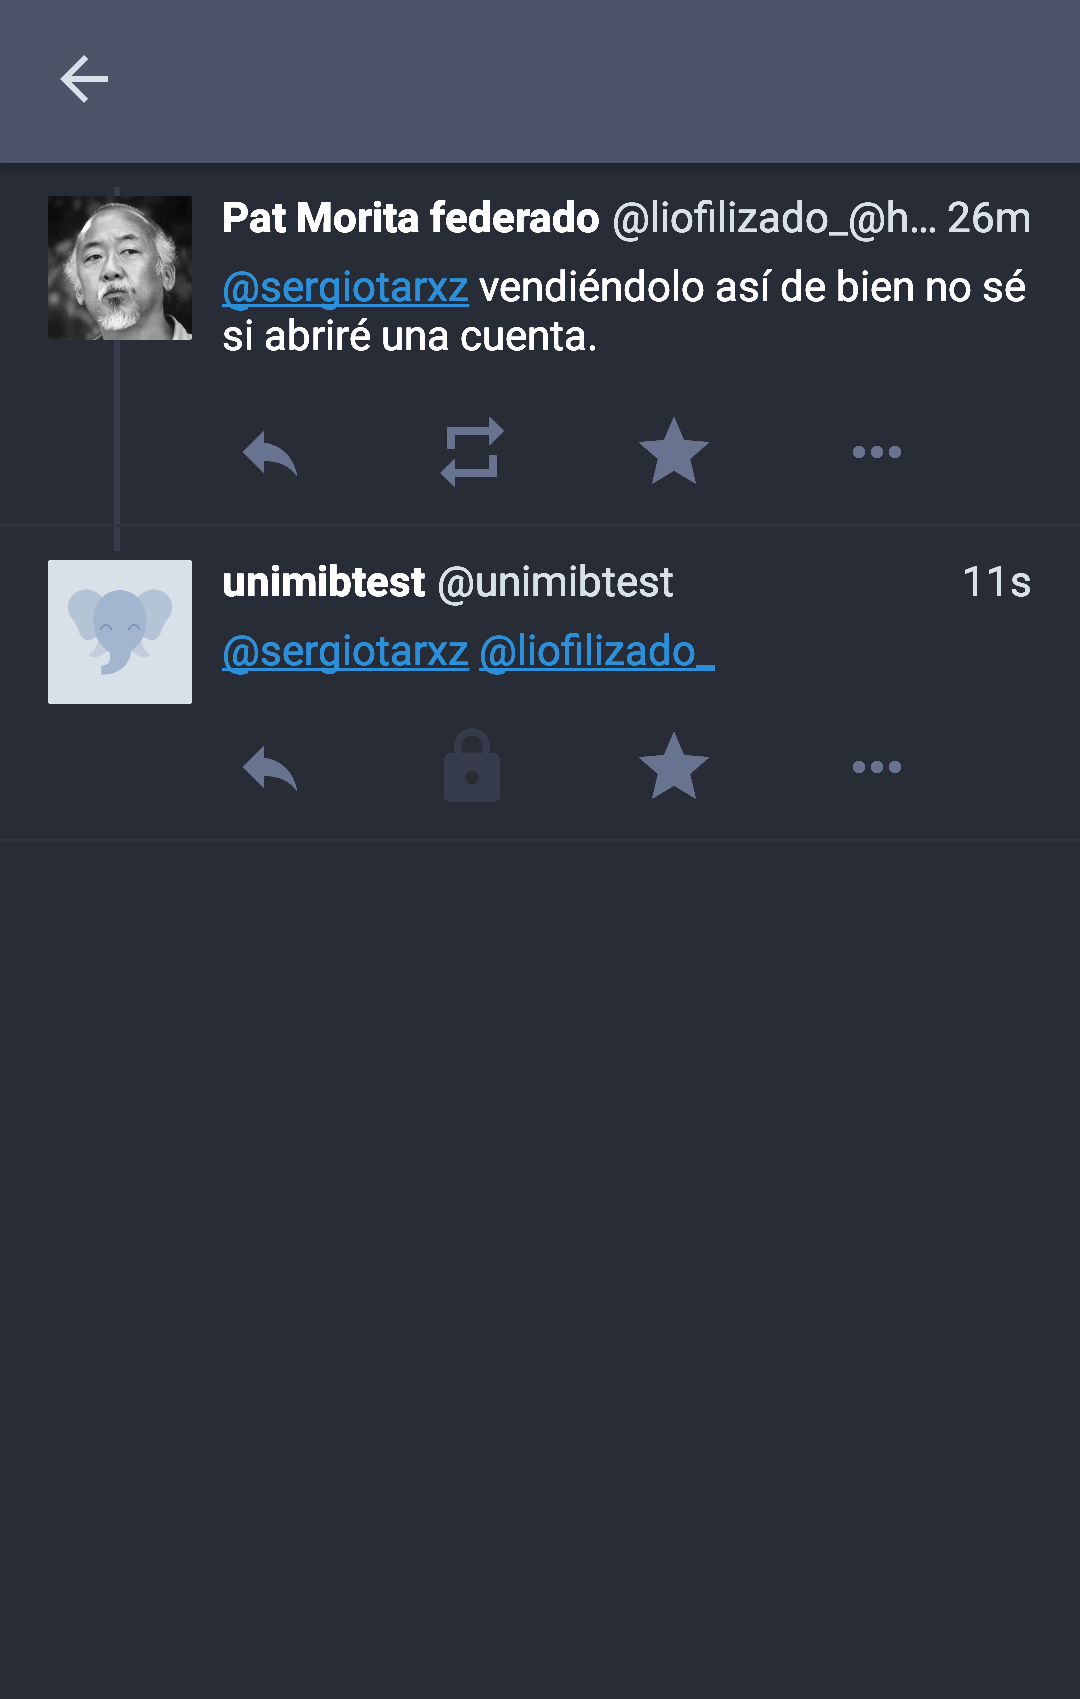 Pat Morita federado @liofilizado_@h... 26m
@sergiotarxz vendiéndolo así de bien no sé
si abriré una cuenta.
unimibtest @unimibtest 11s
@sergiotarxz @liofilizado_